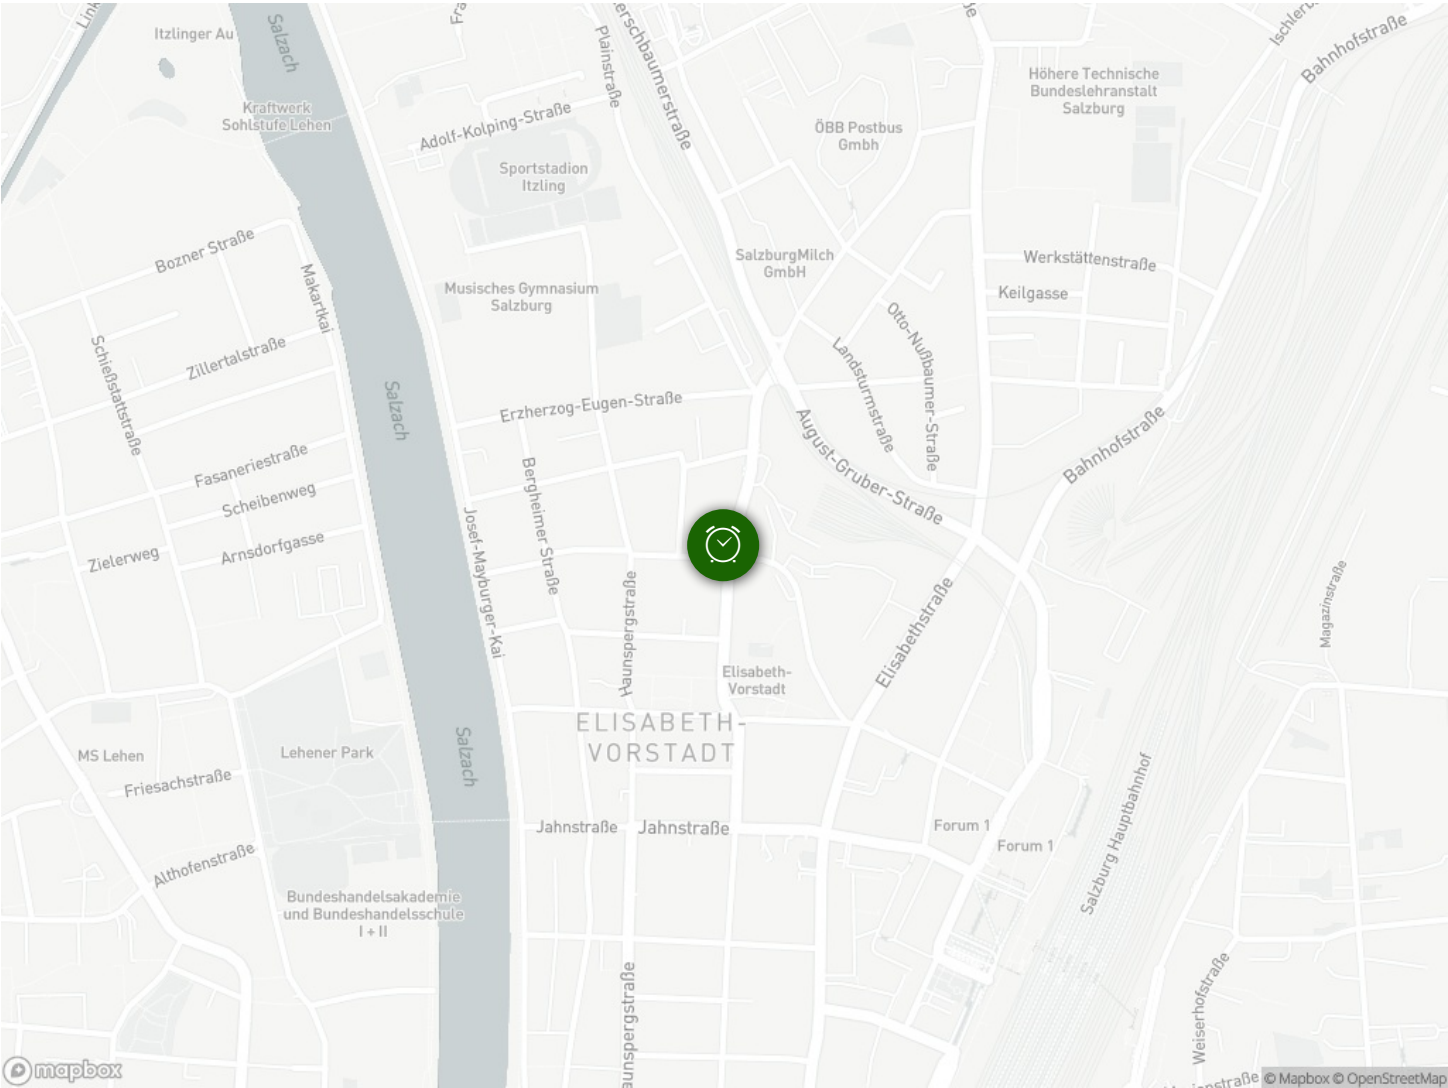 Itzlinger Au
Salzach
Kraftwerk
Sohlstufe Lehen
Plainstraße
Adolf-Kolping-Straße
Sportstadion
Itzling
ÖBB Postbus
Gmbh
Höhere Technische
Bundeslehranstalt
Salzburg
Bahnhofstraße
Bozner Straße
Makartkai
Musisches Gymnasium
Salzburg
SalzburgMilch
GmbH
Werkstättenstraße
Keilgasse
Otto-Nußbaumer-Straße
Landsturmstraße
Schießstattstraße
Zillertalstraße
Salzach
Erzherzog-Eugen-Straße
August-Gruber-Straße
Bahnhofstraße
Fasaneriestraße
Scheibenweg
Zielerweg
Arnsdorfgasse
Josef-Mayburger-Kai
Bergheimer Straße
Haunspergstraße
Elisabethstraße
Magazinstraße
Elisabeth-
Vorstadt
ELISABETH-
VORSTADT
Salzach
MS Lehen
Lehener Park
Friesachstraße
Jahnstraße
Jahnstraße
Forum 1
Forum 1
Salzburg Hauptbahnhof
Althofenstraße
Bundeshandelsakademie
und Bundeshandelsschule
I + II
Weiserhofstraße
mapbox
© Mapbox © OpenStreetMap